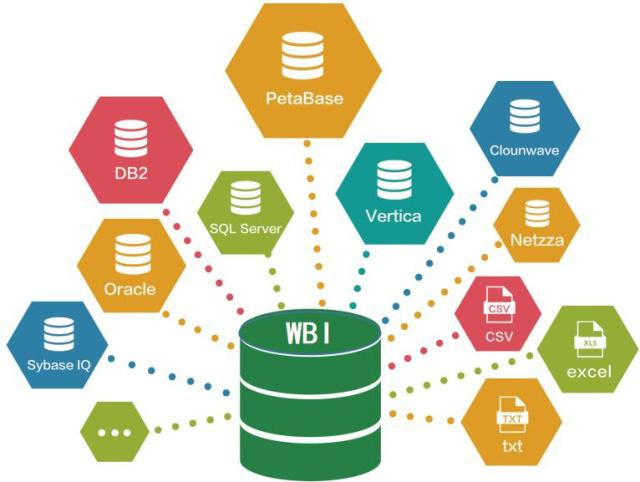 PetaBase
DB2
Clounwave
SQL Server
Vertica
Netzza
Oracle
CSV
CSV
Sybase IQ
WBI
XLS
excel
TXT
txt
...